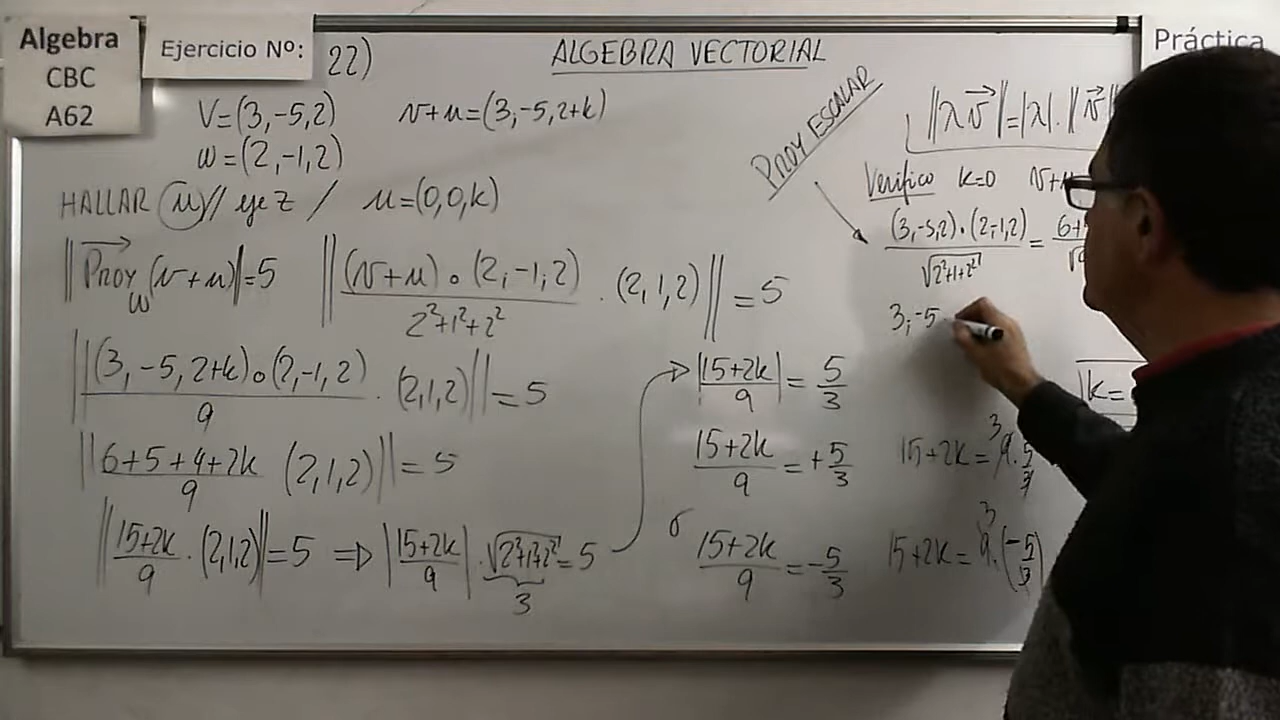 Algebra
CBC
A62
Ejercicio Nº: 22)
ALGEBRA VECTORIAL
Práctica
V=(3,-5,2) v+u=(3,-5,2+k)
w=(2,-1,2)
HALLAR u // eje z / u=(0,0,k)
||Proy w (v+u)||=5 ||(v+u)∘(2,-1,2) / 2²+1²+2² . (2,1,2)|| = 5
||(3,-5,2+k)∘(2,-1,2) / 9 . (2,1,2)|| = 5
||6+5+4+2k / 9 (2,1,2)|| = 5
||15+2k / 9 . (2,1,2)||=5 ⇒ |15+2k / 9| . √2²+1²+2² = 5
3
|15+2k / 9| = 5/3
15+2k / 9 = +5/3
ó 15+2k / 9 = -5/3
PROY ESCALAR
||λv|| = |λ|.||v||
Verifico k=0 v+u
(3,-5,2)•(2,-1,2) / √2²+1+2² = 6+
3,-5
k=
15+2k = 9.5/3
3
15+2k = 9.(-5/3)
3